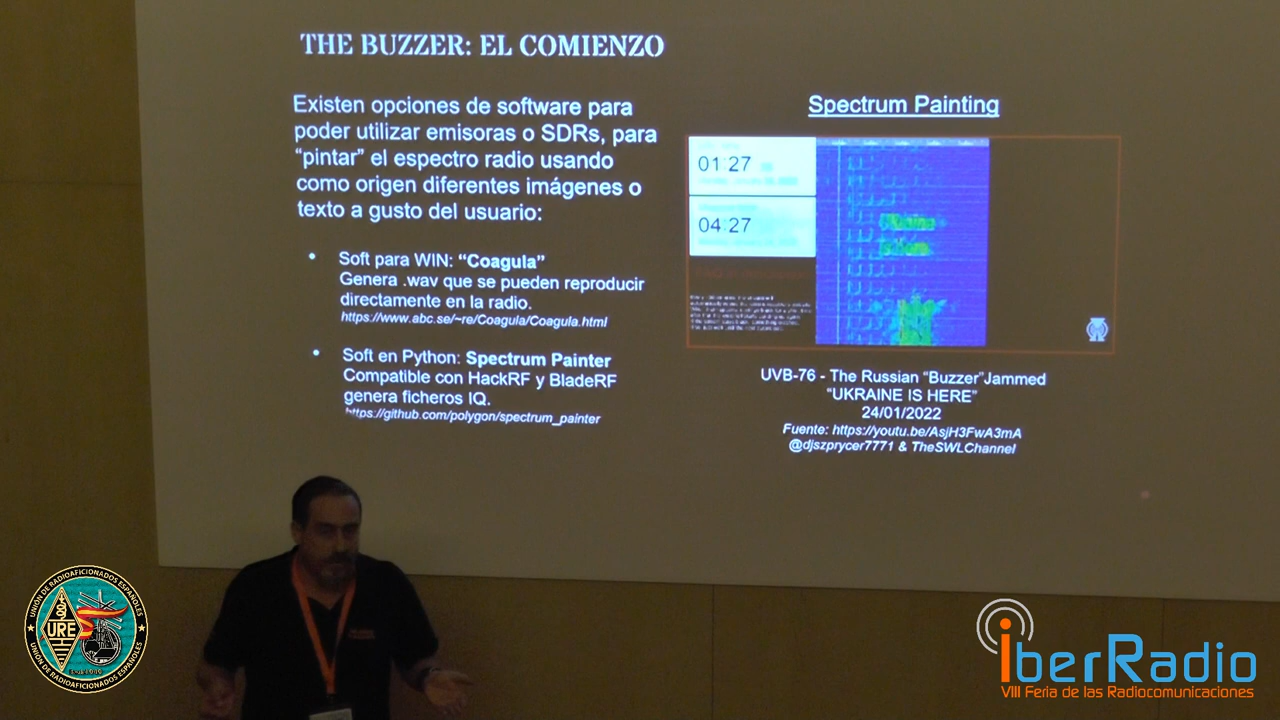 THE BUZZER: EL COMIENZO
Existen opciones de software para
poder utilizar emisoras o SDRs, para
“pintar” el espectro radio usando
como origen diferentes imágenes o
texto a gusto del usuario:
• Soft para WIN: “Coagula”
Genera .wav que se pueden reproducir
directamente en la radio.
https://www.abc.se/~re/Coagula/Coagula.html
• Soft en Python: Spectrum Painter
Compatible con HackRF y BladeRF
genera ficheros IQ.
https://github.com/polygon/spectrum_painter
Spectrum Painting
01:27
04:27
UVB-76 - The Russian “Buzzer”Jammed
“UKRAINE IS HERE”
24/01/2022
Fuente: https://youtu.be/AsjH3FwA3mA
@djszprycer7771 & TheSWLChannel
UNIÓN DE RADIOAFICIONADOS ESPAÑOLES
URE
UNIÓN DE RADIOAFICIONADOS ESPAÑOLES
IberRadio
VIII Feria de las Radiocomunicaciones